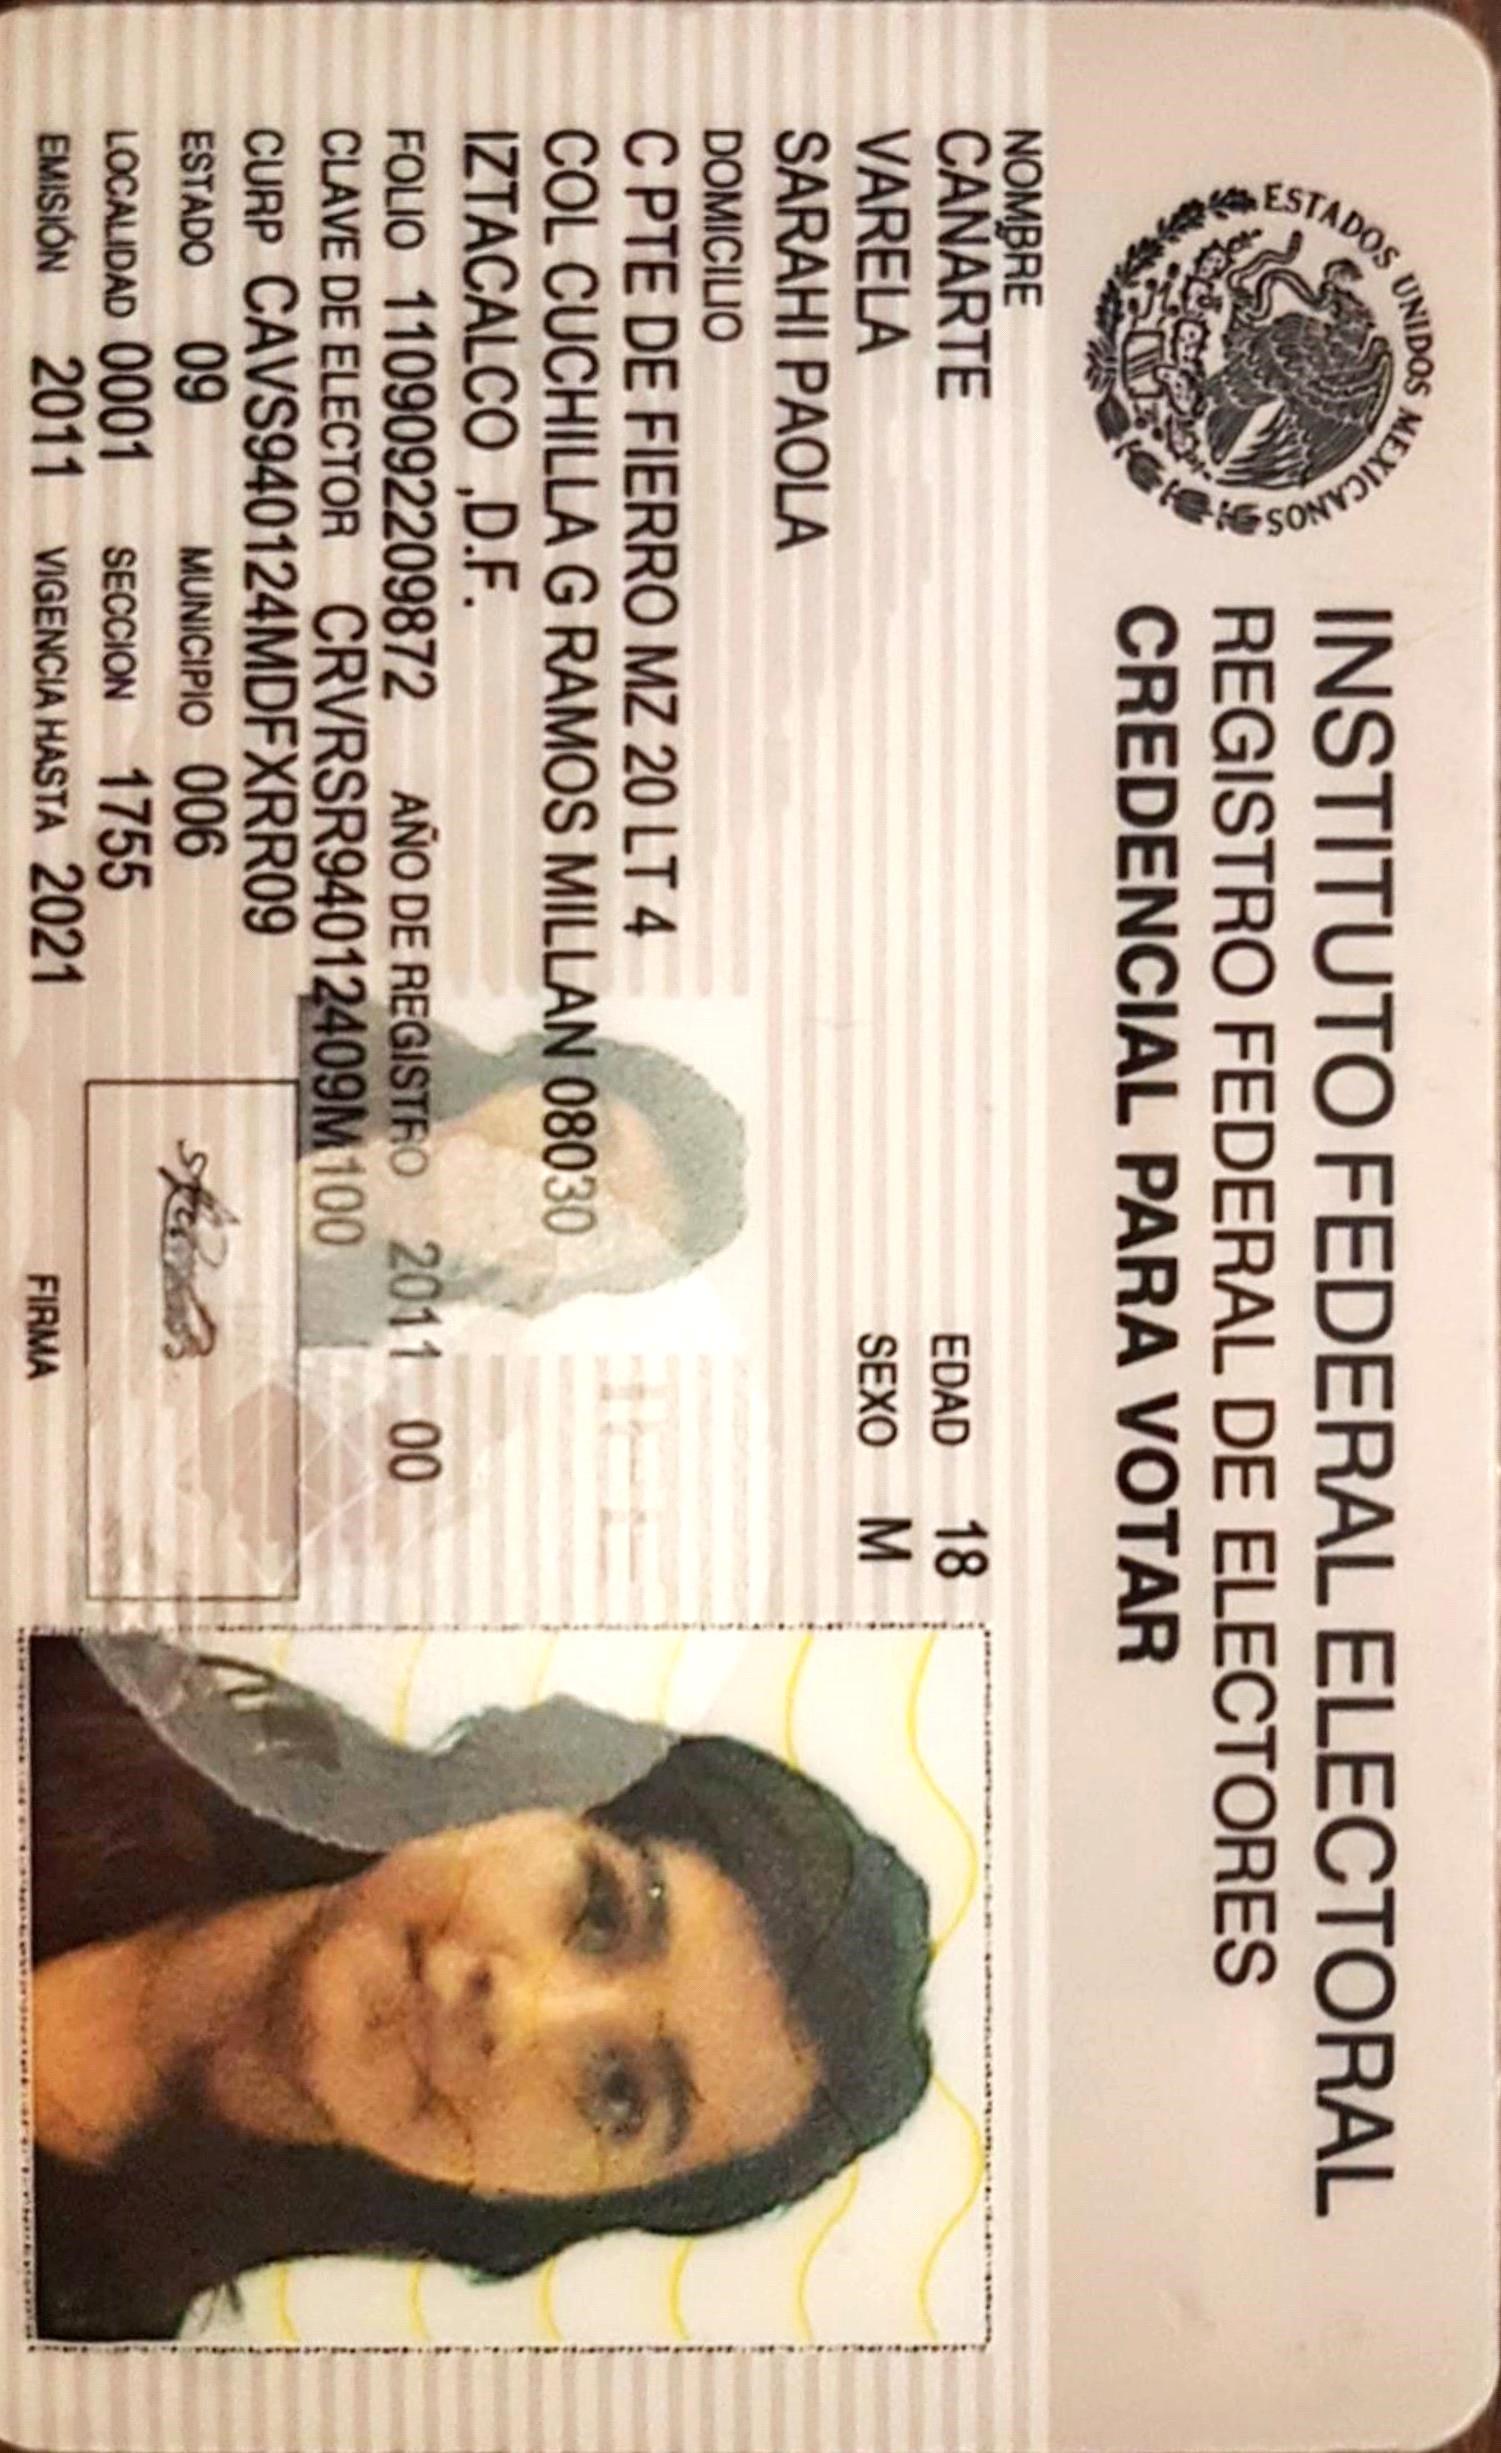 ESTADOS UNIDOS MEXICANOS
INSTITUTO FEDERAL ELECTORAL
REGISTRO FEDERAL DE ELECTORES
CREDENCIAL PARA VOTAR
NOMBRE
CAÑARTE
VARELA
SARAHI PAOLA
EDAD 18
SEXO M
DOMICILIO
C PTE DE FIERRO MZ 20 LT 4
COL CUCHILLA G RAMOS MILLAN 08030
IZTACALCO ,D.F.
FOLIO 1109092209872 AÑO DE REGISTRO 2011 00
CLAVE DE ELECTOR CRVRSR94012409M100
CURP CAVS940124MDFXRR09
ESTADO 09 MUNICIPIO 006
LOCALIDAD 0001 SECCION 1755
EMISIÓN 2011 VIGENCIA HASTA 2021
FIRMA